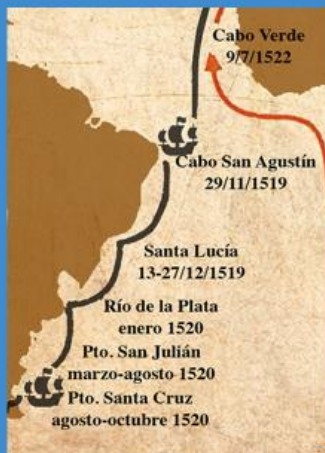 Cabo Verde
9/7/1522
Cabo San Agustín
29/11/1519
Santa Lucía
13-27/12/1519
Río de la Plata
enero 1520
Pto. San Julián
marzo-agosto 1520
Pto. Santa Cruz
agosto-octubre 1520